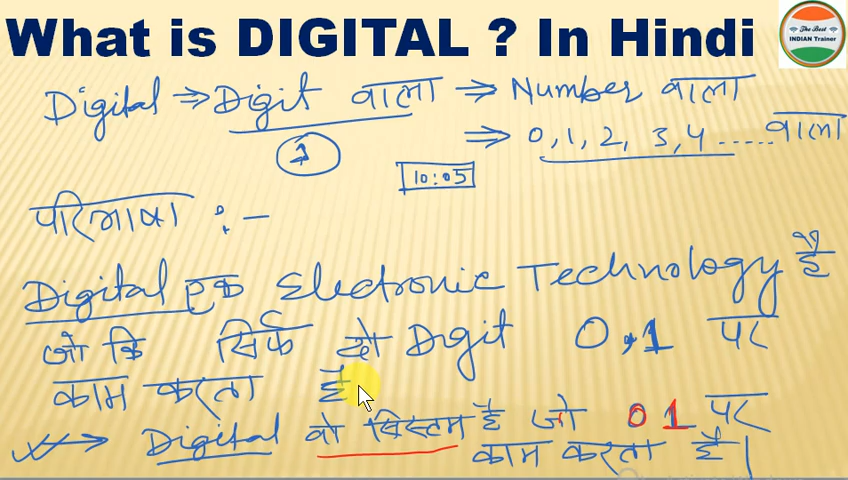 What is DIGITAL ? In Hindi
The Best
INDIAN Trainer
Digital ⇒ Digit वाला ⇒ Number वाला
⇒ 0,1,2, 3,4 ..... वाला
1
10:05
परिभाषा :-
Digital एक Electronic Technology है
जो कि सिर्फ दो Digit 0,1 पर
काम करता है
Digital वो सिस्टम है जो 0 1 पर
काम करता है।